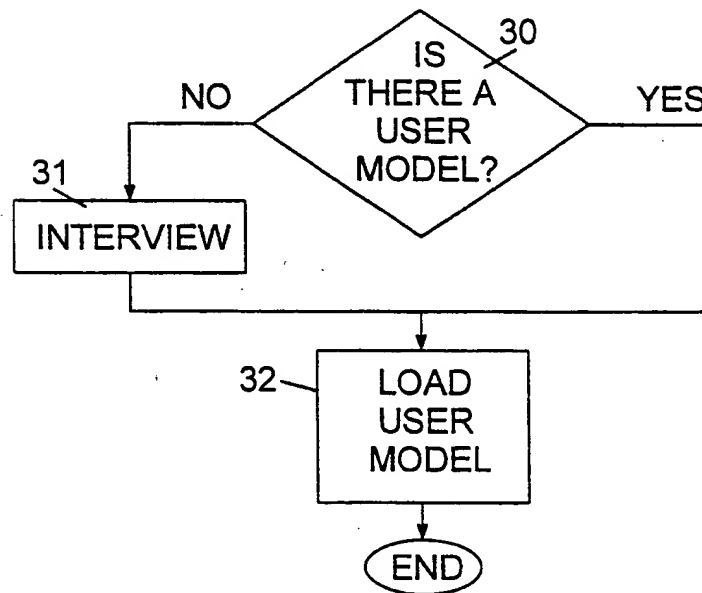 30
IS
THERE A
USER
MODEL?
NO
YES
31
INTERVIEW
32
LOAD
USER
MODEL
END